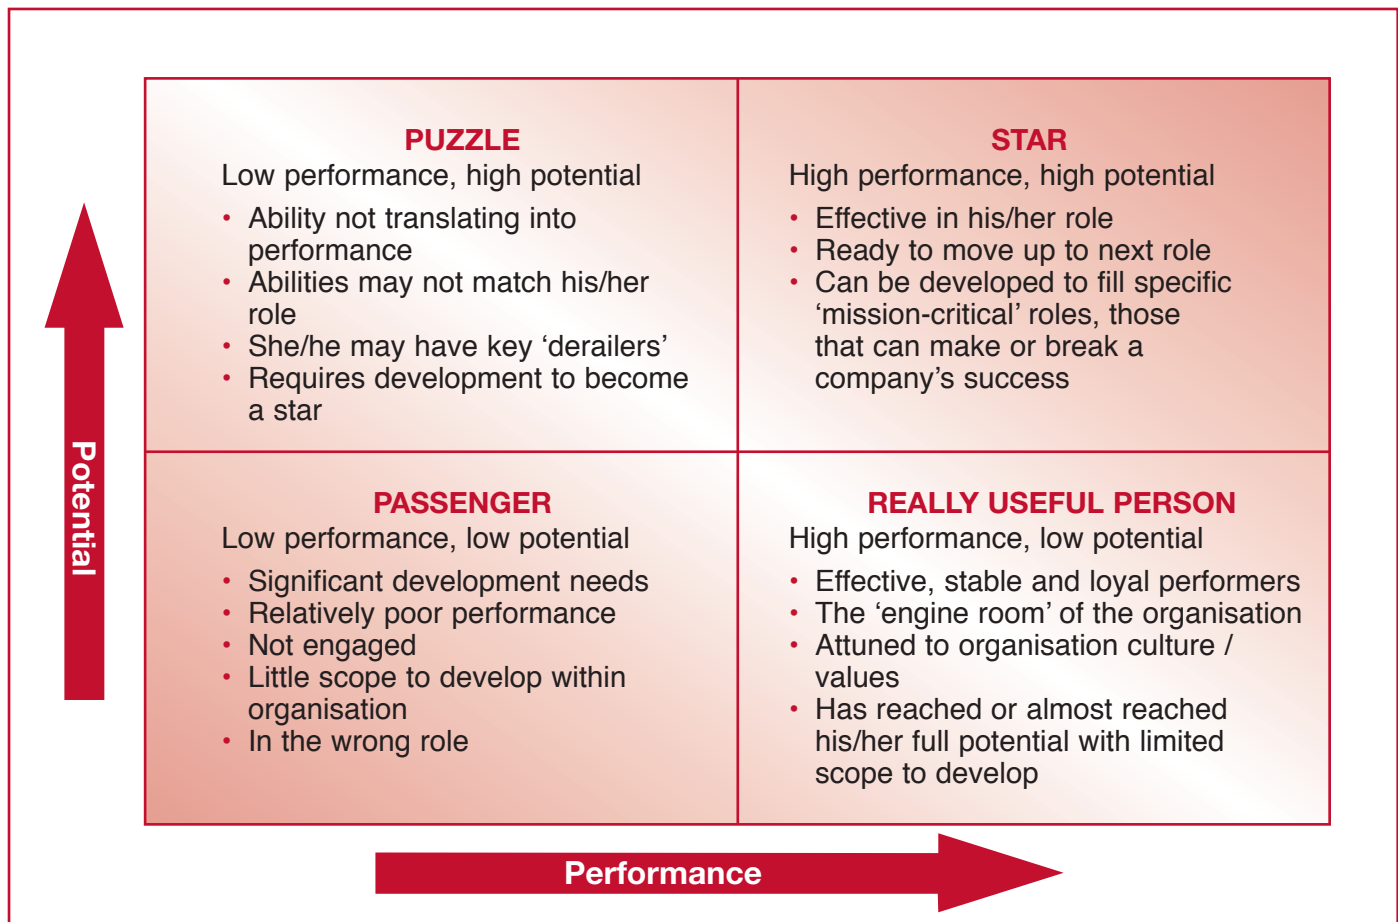 PUZZLE
Low performance, high potential
• Ability not translating into
performance
• Abilities may not match his/her
role
• She/he may have key ‘derailers’
• Requires development to become
a star
STAR
High performance, high potential
• Effective in his/her role
• Ready to move up to next role
• Can be developed to fill specific
‘mission-critical’ roles, those
that can make or break a
company’s success
Potential
PASSENGER
Low performance, low potential
• Significant development needs
• Relatively poor performance
• Not engaged
• Little scope to develop within
organisation
• In the wrong role
REALLY USEFUL PERSON
High performance, low potential
• Effective, stable and loyal performers
• The ‘engine room’ of the organisation
• Attuned to organisation culture /
values
• Has reached or almost reached
his/her full potential with limited
scope to develop
Performance